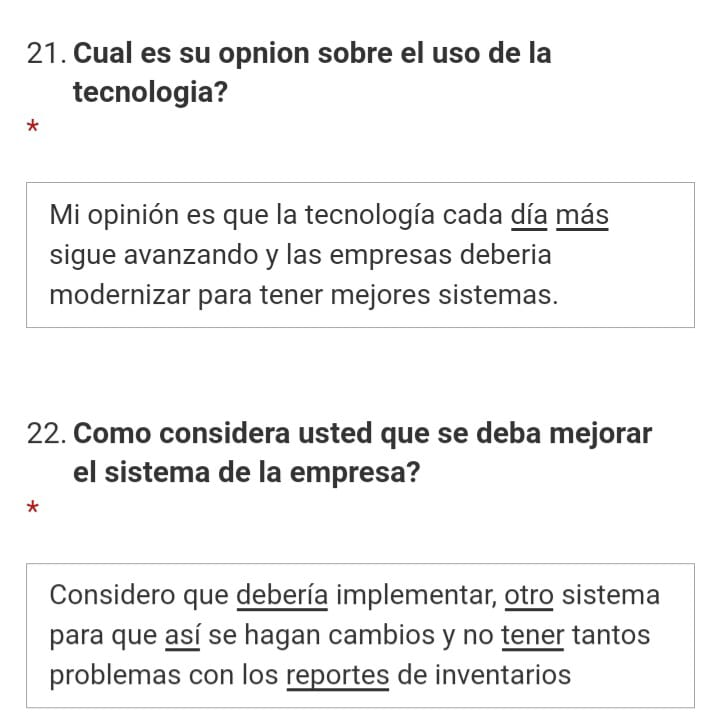 21. Cual es su opnion sobre el uso de la
tecnologia?
*
Mi opinión es que la tecnología cada día más
sigue avanzando y las empresas deberia
modernizar para tener mejores sistemas.
22. Como considera usted que se deba mejorar
el sistema de la empresa?
*
Considero que debería implementar, otro sistema
para que así se hagan cambios y no tener tantos
problemas con los reportes de inventarios